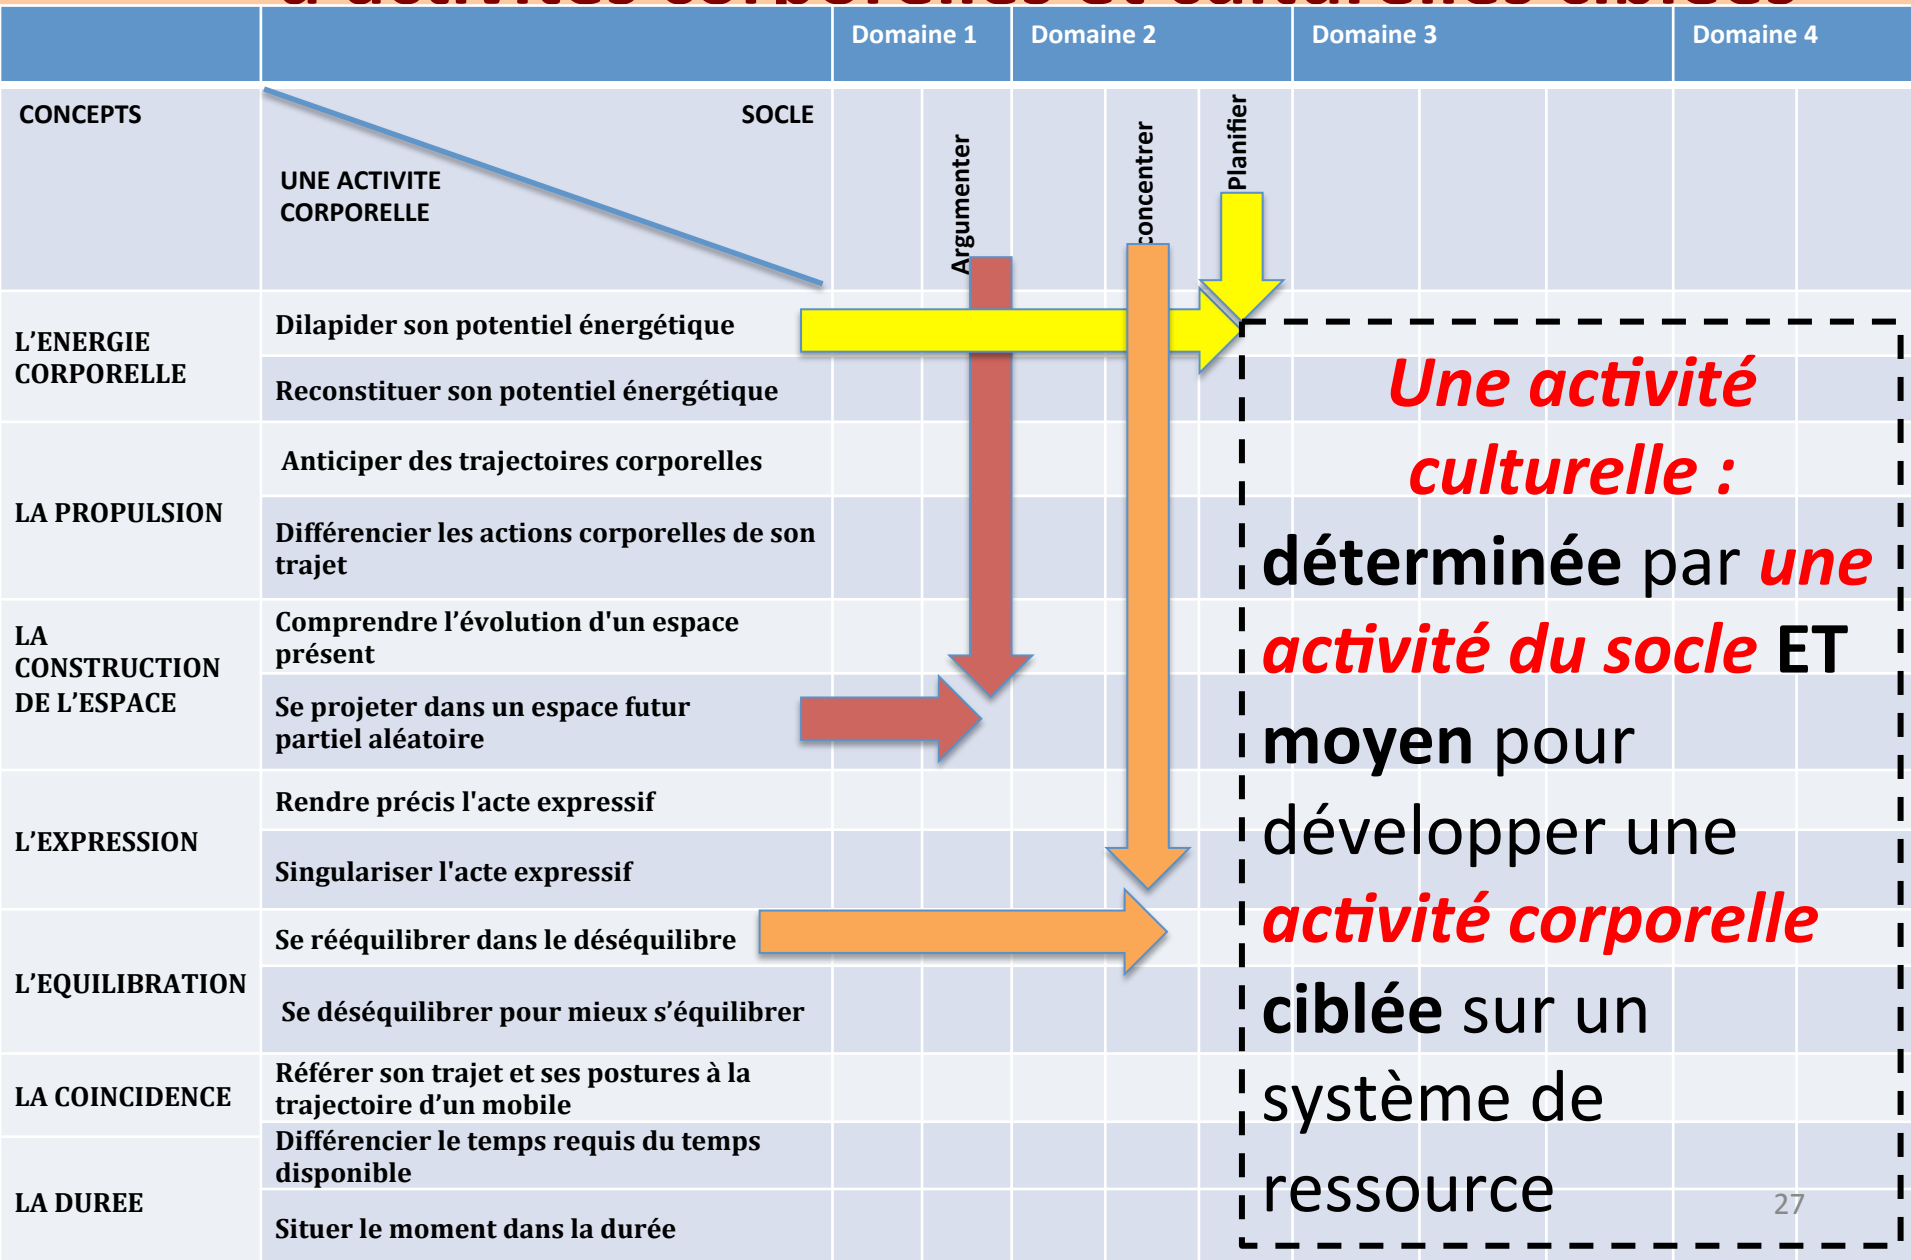 d'activités corporelles et culturelles ciblées
Domaine 1
Domaine 2
Domaine 3
Domaine 4
CONCEPTS
SOCLE
UNE ACTIVITE
CORPORELLE
Argumenter
concentrer
Planifier
L'ENERGIE
CORPORELLE
Dilapider son potentiel énergétique
Reconstituer son potentiel énergétique
LA PROPULSION
Anticiper des trajectoires corporelles
Différencier les actions corporelles de son
trajet
LA
CONSTRUCTION
DE L'ESPACE
Comprendre l'évolution d'un espace
présent
Se projeter dans un espace futur
partiel aléatoire
L'EXPRESSION
Rendre précis l'acte expressif
Singulariser l'acte expressif
L'EQUILIBRATION
Se rééquilibrer dans le déséquilibre
Se déséquilibrer pour mieux s'équilibrer
LA COINCIDENCE
Référer son trajet et ses postures à la
trajectoire d'un mobile
LA DUREE
Différencier le temps requis du temps
disponible
Situer le moment dans la durée
Une activité
culturelle :
déterminée par une
activité du socle ET
moyen pour
développer une
activité corporelle
ciblée sur un
système de
ressource
27